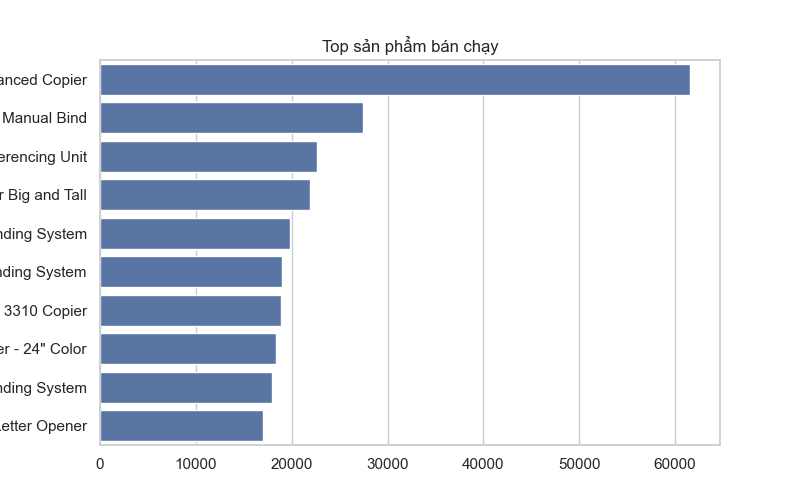 Top sản phẩm bán chạy
anced Copier
Manual Bind
erencing Unit
r Big and Tall
nding System
nding System
3310 Copier
er - 24" Color
nding System
Letter Opener
0 10000 20000 30000 40000 50000 60000